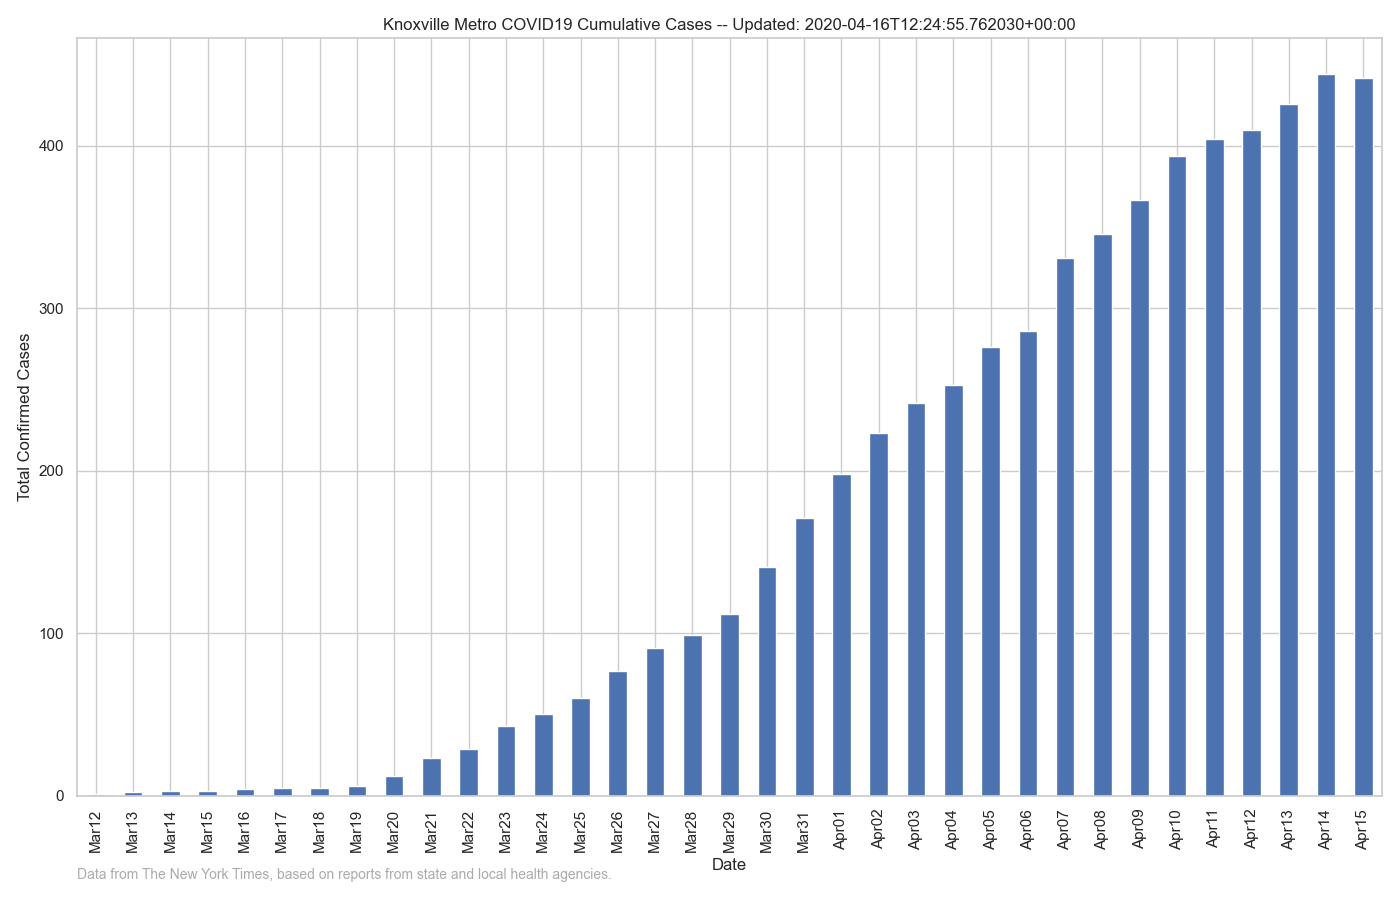 Knoxville Metro COVID19 Cumulative Cases -- Updated: 2020-04-16T12:24:55.762030+00:00
Total Confirmed Cases
400
300
200
100
0
Mar12
Mar13
Mar14
Mar15
Mar16
Mar17
Mar18
Mar19
Mar20
Mar21
Mar22
Mar23
Mar24
Mar25
Mar26
Mar27
Mar28
Mar29
Mar30
Mar31
Apr01
Apr02
Apr03
Apr04
Apr05
Apr06
Apr07
Apr08
Apr09
Apr10
Apr11
Apr12
Apr13
Apr14
Apr15
Date
Data from The New York Times, based on reports from state and local health agencies.